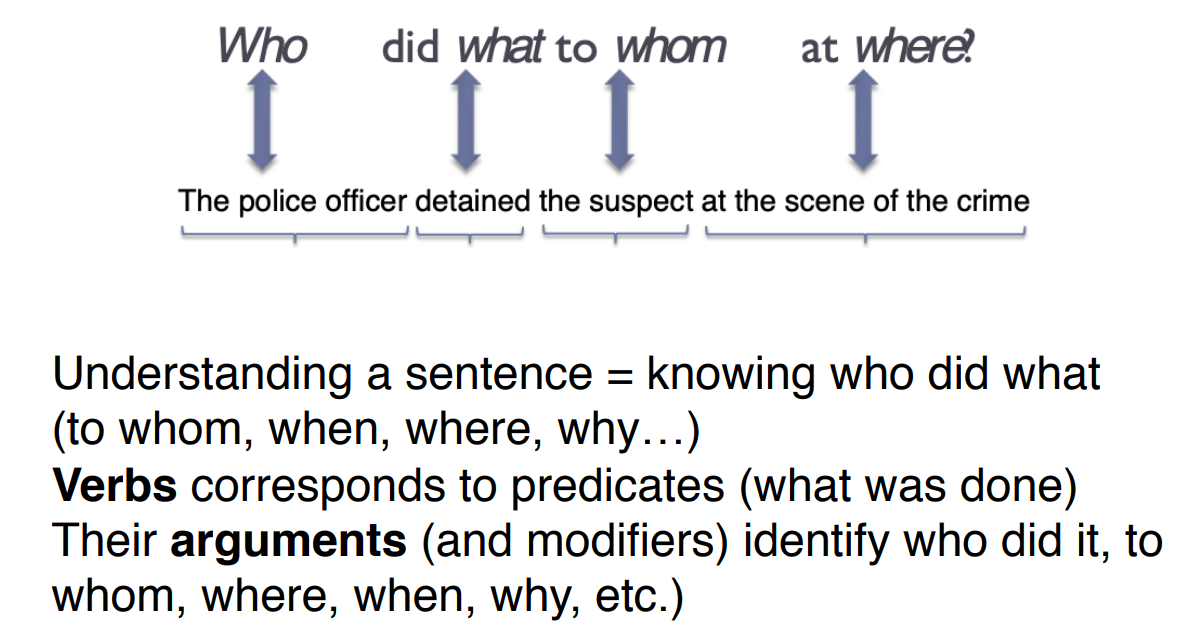 Who did what to whom at where?
The police officer detained the suspect at the scene of the crime
Understanding a sentence = knowing who did what
(to whom, when, where, why…)
Verbs corresponds to predicates (what was done)
Their arguments (and modifiers) identify who did it, to
whom, where, when, why, etc.)